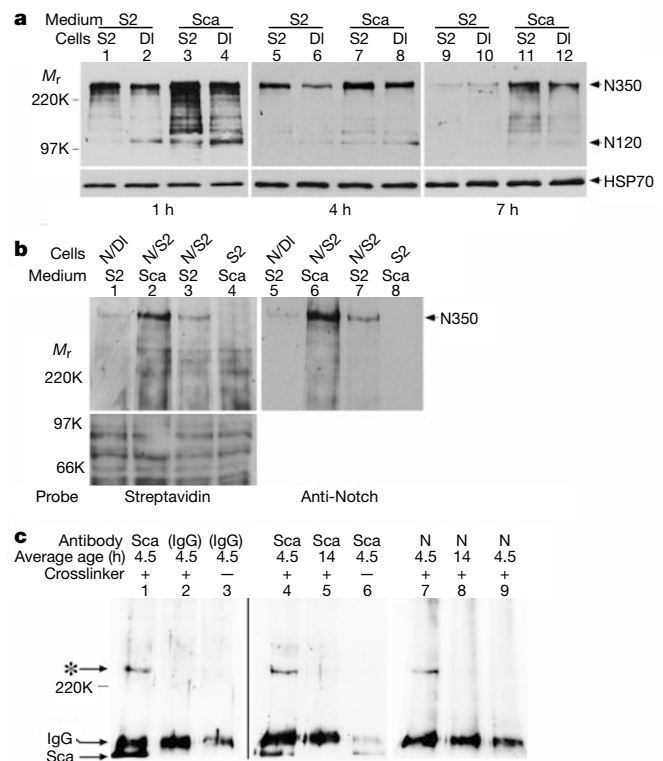 a
Medium S2 Sca S2 Sca S2 Sca
Cells S2 Dl S2 Dl S2 Dl S2 Dl S2 Dl S2 Dl
1 2 3 4 5 6 7 8 9 10 11 12
Mr
220K
97K
N350
N120
HSP70
1 h 4 h 7 h
b
Cells N/Dl N/S2 N/S2 S2 N/Dl N/S2 N/S2 S2
Medium S2 Sca S2 Sca S2 Sca S2 Sca
1 2 3 4 5 6 7 8
N350
Mr
220K
97K
66K
Probe Streptavidin Anti-Notch
c
Antibody Sca (IgG) (IgG) Sca Sca Sca N N N
Average age (h) 4.5 4.5 4.5 4.5 14 4.5 4.5 14 4.5
Crosslinker + + – + + – + + +
1 2 3 4 5 6 7 8 9
*
220K
IgG
Sca